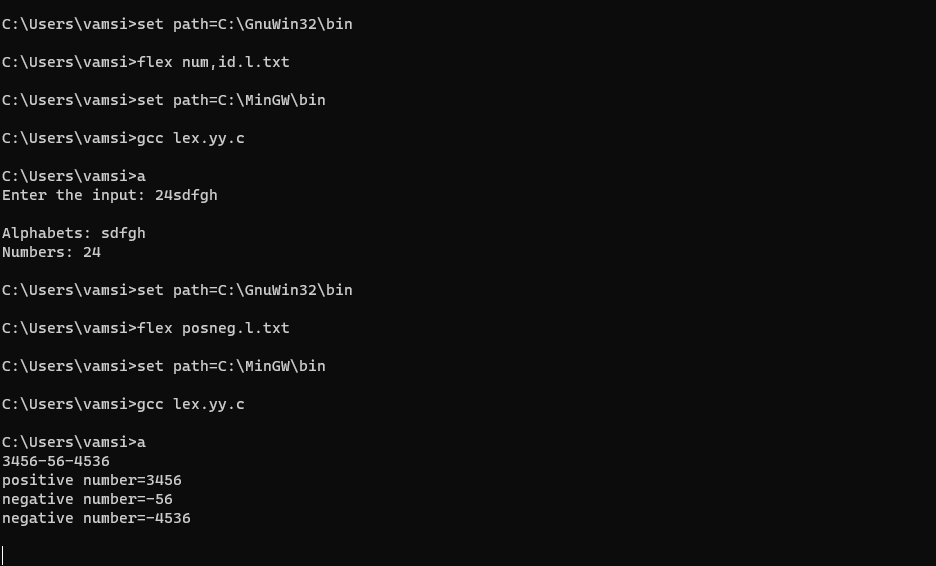 C:\Users\vamsi>set path=C:\GnuWin32\bin
C:\Users\vamsi>flex num,id.l.txt
C:\Users\vamsi>set path=C:\MinGW\bin
C:\Users\vamsi>gcc lex.yy.c
C:\Users\vamsi>a
Enter the input: 24sdfgh
Alphabets: sdfgh
Numbers: 24
C:\Users\vamsi>set path=C:\GnuWin32\bin
C:\Users\vamsi>flex posneg.l.txt
C:\Users\vamsi>set path=C:\MinGW\bin
C:\Users\vamsi>gcc lex.yy.c
C:\Users\vamsi>a
3456-56-4536
positive number=3456
negative number=-56
negative number=-4536